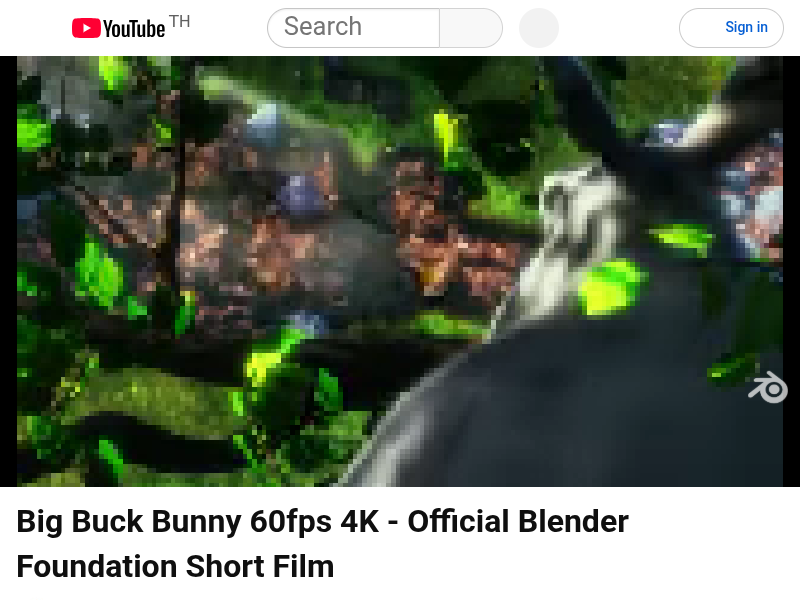 YouTube TH
Search
Sign in
Big Buck Bunny 60fps 4K - Official Blender
Foundation Short Film